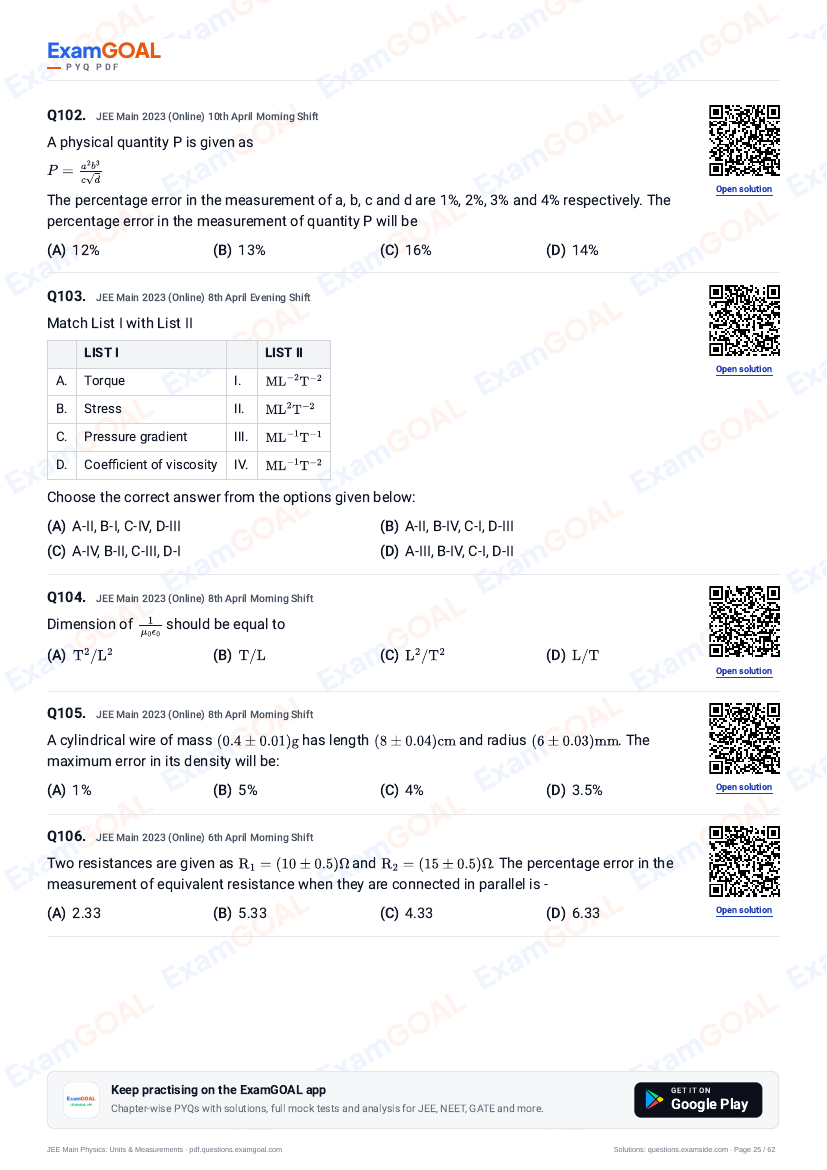 ExamGOAL
PYQ PDF
Q102. JEE Main 2023 (Online) 10th April Morning Shift
A physical quantity P is given as
P = a²b³ / c√d
The percentage error in the measurement of a, b, c and d are 1%, 2%, 3% and 4% respectively. The
percentage error in the measurement of quantity P will be
(A) 12% (B) 13% (C) 16% (D) 14%
Open solution
Q103. JEE Main 2023 (Online) 8th April Evening Shift
Match List I with List II
LIST I LIST II
A. Torque I. ML⁻²T⁻²
B. Stress II. ML²T⁻²
C. Pressure gradient III. ML⁻¹T⁻¹
D. Coefficient of viscosity IV. ML⁻¹T⁻²
Choose the correct answer from the options given below:
(A) A-II, B-I, C-IV, D-III (B) A-II, B-IV, C-I, D-III
(C) A-IV, B-II, C-III, D-I (D) A-III, B-IV, C-I, D-II
Open solution
Q104. JEE Main 2023 (Online) 8th April Morning Shift
Dimension of 1/μ₀ϵ₀ should be equal to
(A) T²/L² (B) T/L (C) L²/T² (D) L/T
Open solution
Q105. JEE Main 2023 (Online) 8th April Morning Shift
A cylindrical wire of mass (0.4 ± 0.01)g has length (8 ± 0.04)cm and radius (6 ± 0.03)mm. The
maximum error in its density will be:
(A) 1% (B) 5% (C) 4% (D) 3.5%
Open solution
Q106. JEE Main 2023 (Online) 6th April Morning Shift
Two resistances are given as R₁ = (10 ± 0.5)Ω and R₂ = (15 ± 0.5)Ω. The percentage error in the
measurement of equivalent resistance when they are connected in parallel is -
(A) 2.33 (B) 5.33 (C) 4.33 (D) 6.33
Open solution
Keep practising on the ExamGOAL app
Chapter-wise PYQs with solutions, full mock tests and analysis for JEE, NEET, GATE and more.
GET IT ON
Google Play
JEE Main Physics: Units & Measurements · pdf.questions.examgoal.com
Solutions: questions.examside.com · Page 25 / 62